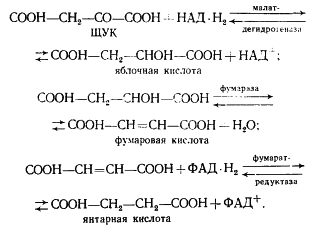 COOH—CH₂—CO—COOH + НАД·H₂ малат-
ЩУК дегидрогеназа
⇄ COOH—CH₂—CHOH—COOH + НАД⁺;
яблочная кислота
COOH—CH₂—CHOH—COOH фумараза
⇄ COOH—CH=CH—COOH + H₂O;
фумаровая кислота
COOH—CH=CH—COOH + ФАД·H₂ фумарат-
редуктаза
⇄ COOH—CH₂—CH₂—COOH + ФАД⁺.
янтарная кислота